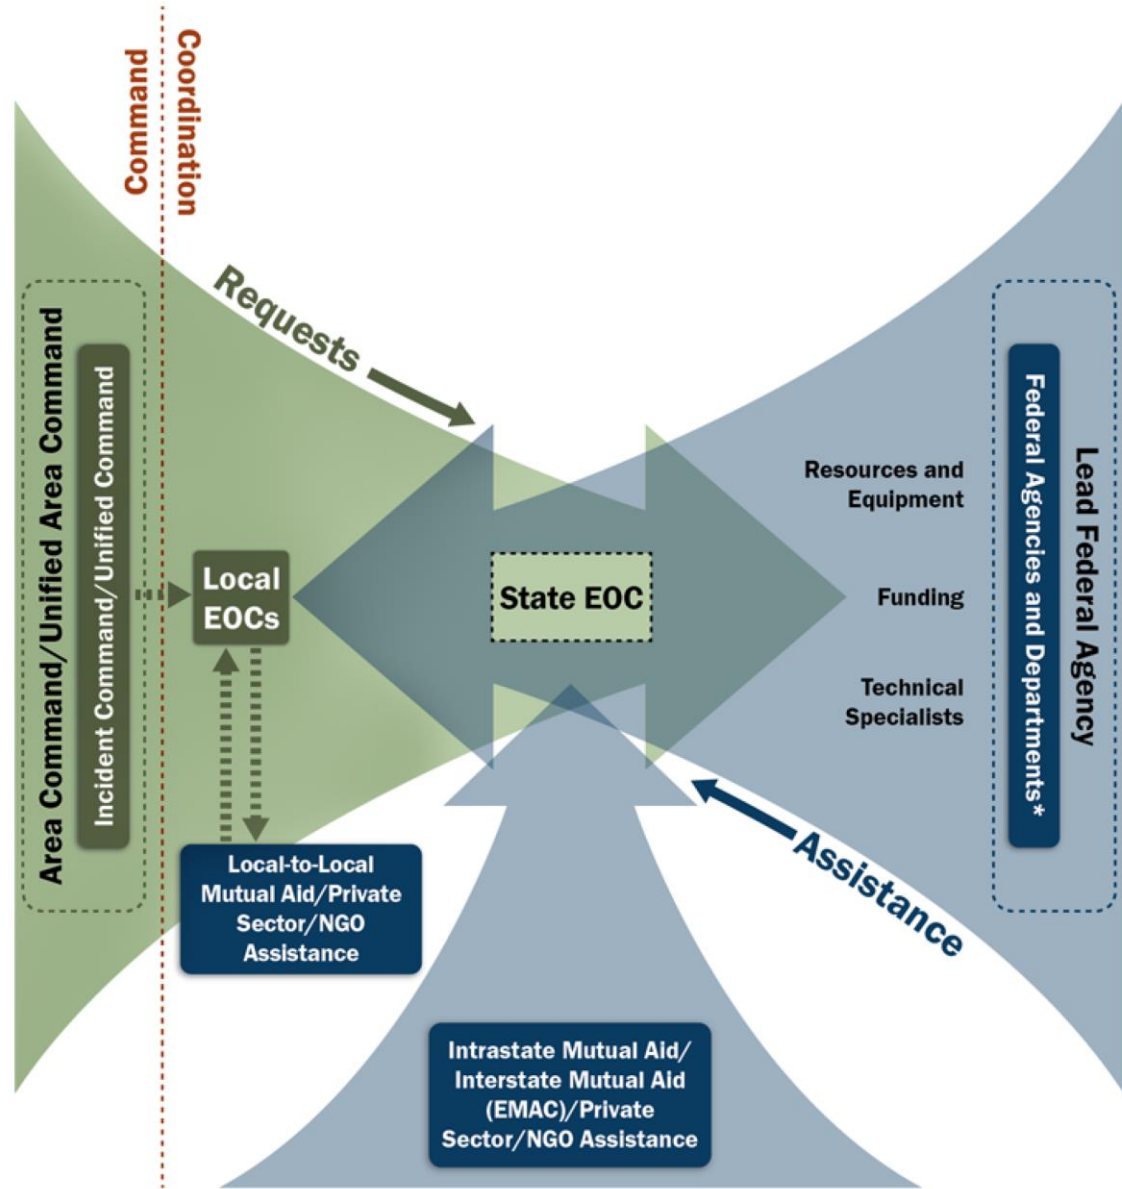 Command
Coordination
Requests
Area Command/Unified Area Command
Incident Command/Unified Command
Local
EOCs
State EOC
Resources and
Equipment
Funding
Technical
Specialists
Federal Agencies and Departments*
Lead Federal Agency
Assistance
Local-to-Local
Mutual Aid/Private
Sector/NGO
Assistance
Intrastate Mutual Aid/
Interstate Mutual Aid
(EMAC)/Private
Sector/NGO Assistance